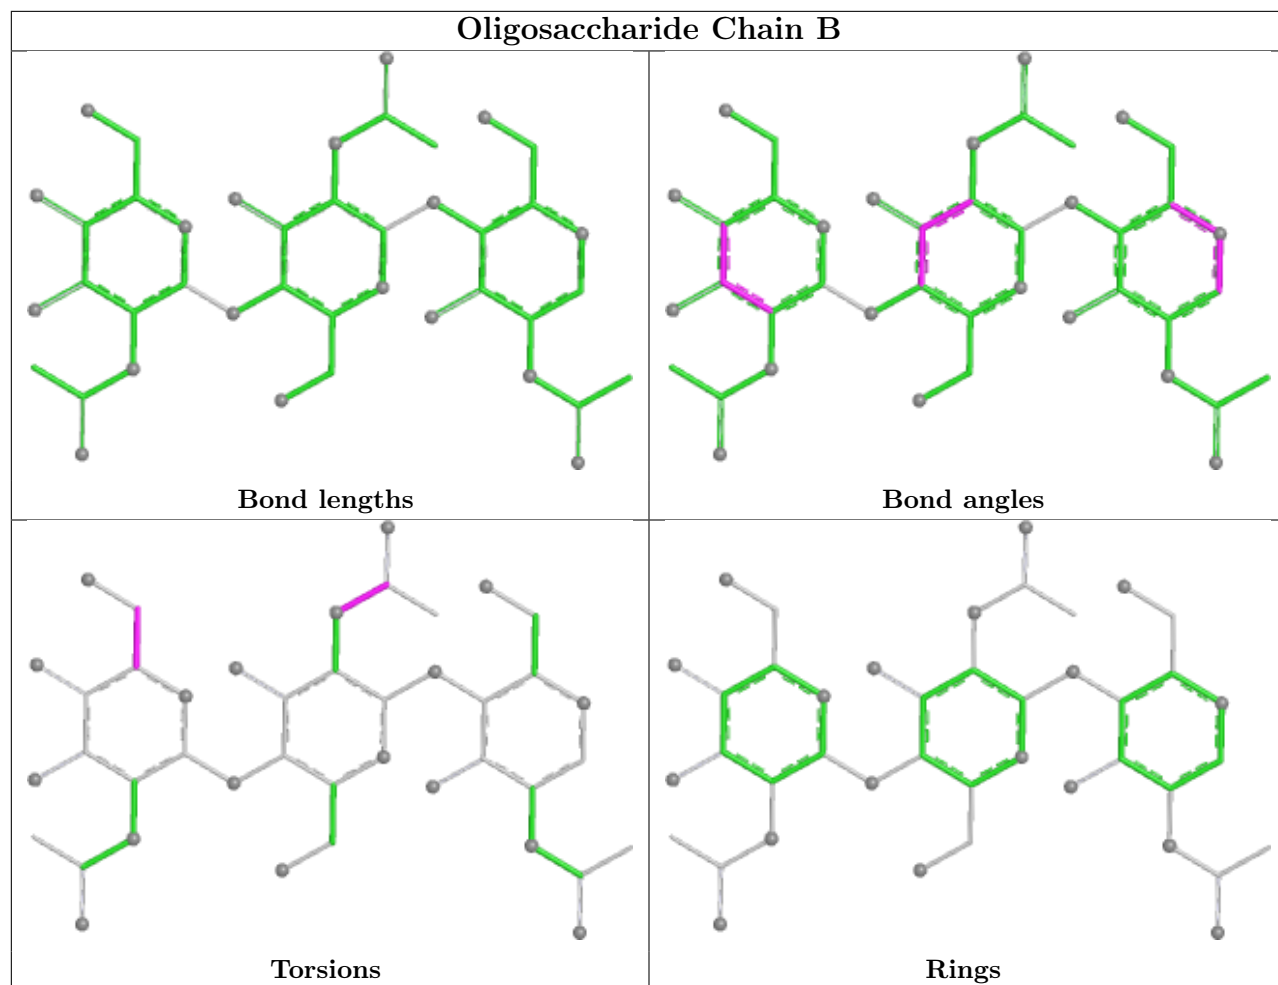 Oligosaccharide Chain B
Bond lengths
Bond angles
Torsions
Rings